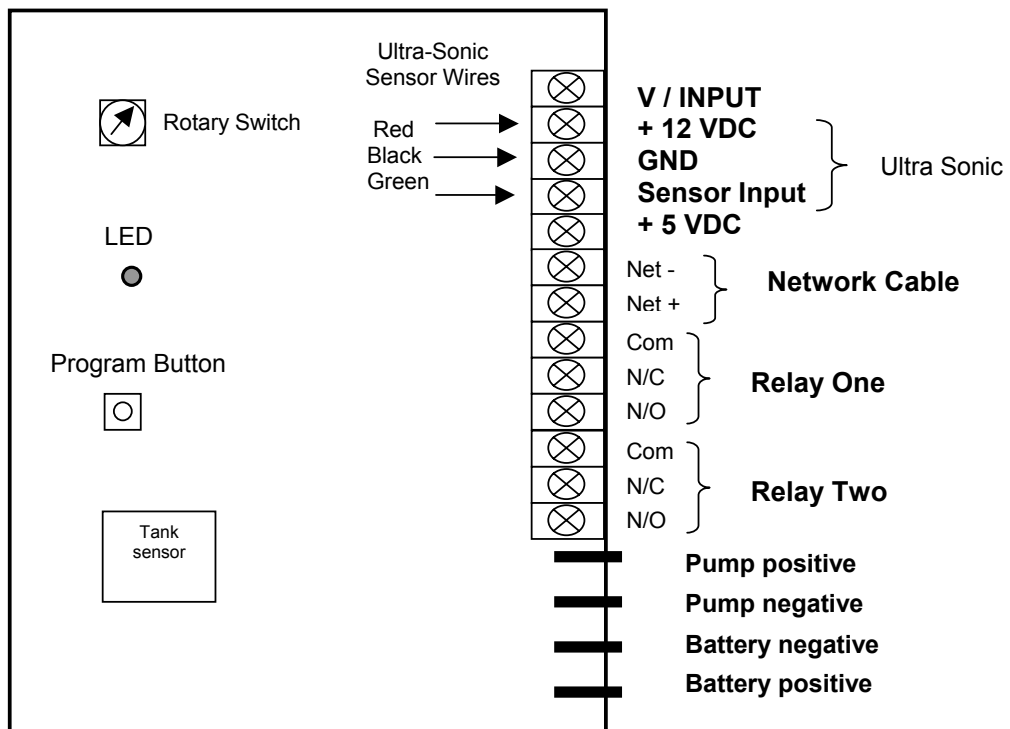 Ultra-Sonic
Sensor Wires
Rotary Switch
Red
Black
Green
LED
Program Button
Tank
sensor
V / INPUT
+ 12 VDC
GND
Sensor Input
+ 5 VDC
Ultra Sonic
Net -
Net +
Network Cable
Com
N/C
N/O
Relay One
Com
N/C
N/O
Relay Two
Pump positive
Pump negative
Battery negative
Battery positive